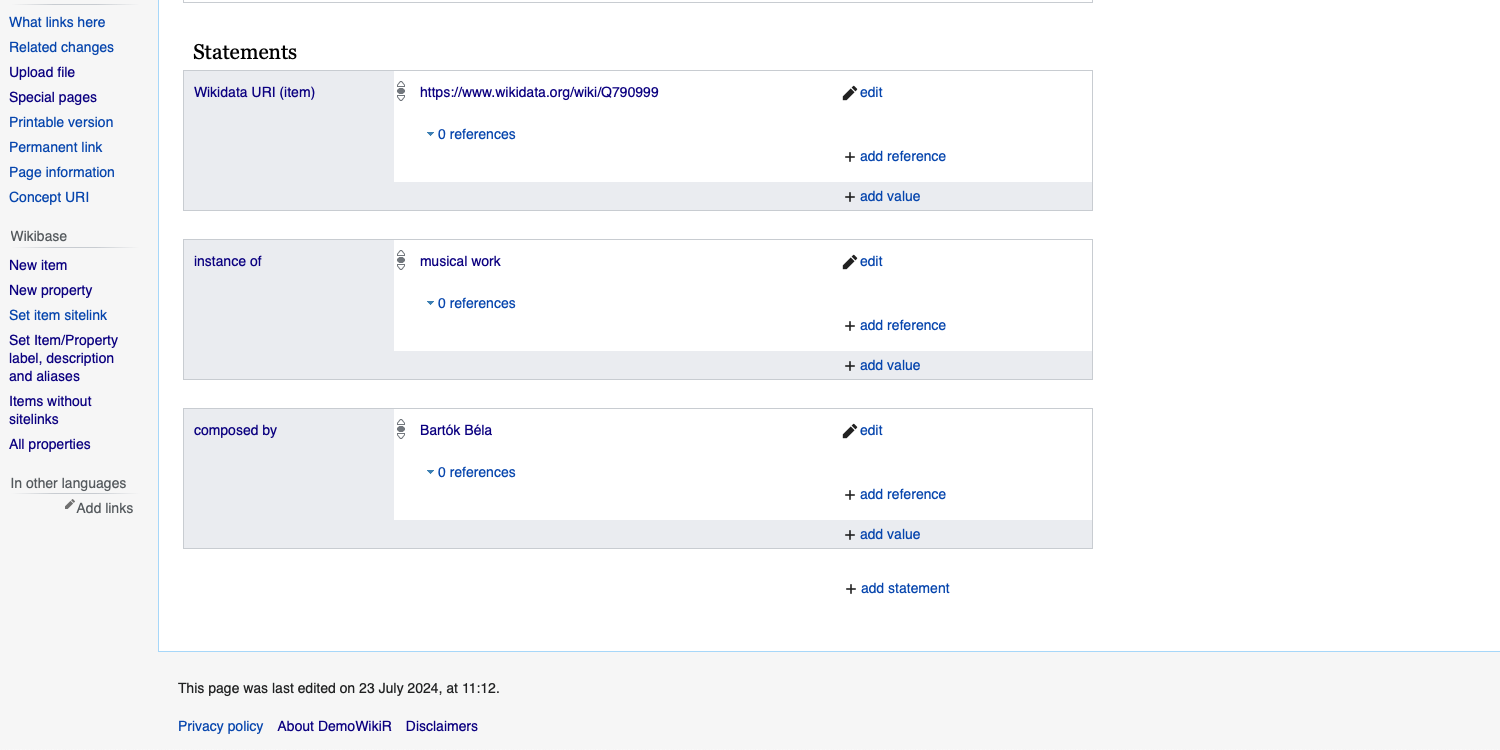 What links here
Related changes
Upload file
Special pages
Printable version
Permanent link
Page information
Concept URI
Wikibase
New item
New property
Set item sitelink
Set Item/Property
label, description
and aliases
Items without
sitelinks
All properties
In other languages
Add links
Statements
Wikidata URI (item)
https://www.wikidata.org/wiki/Q790999
edit
0 references
+ add reference
+ add value
instance of
musical work
edit
0 references
+ add reference
+ add value
composed by
Bartók Béla
edit
0 references
+ add reference
+ add value
+ add statement
This page was last edited on 23 July 2024, at 11:12.
Privacy policy About DemoWikiR Disclaimers